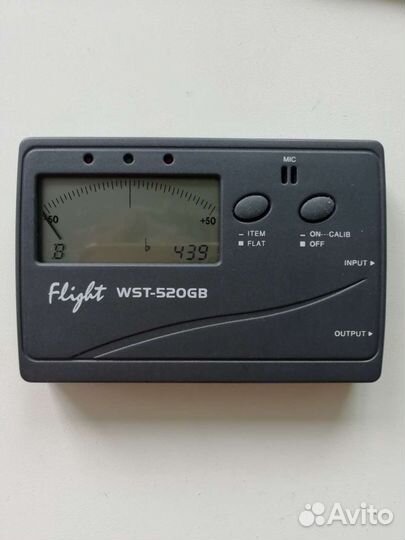 MIC
-50 +50
B ♭ 439
– ITEM
■ FLAT
– ON···CALIB
■ OFF
INPUT ▸
Flight WST-520GB
OUTPUT ▸
Avito